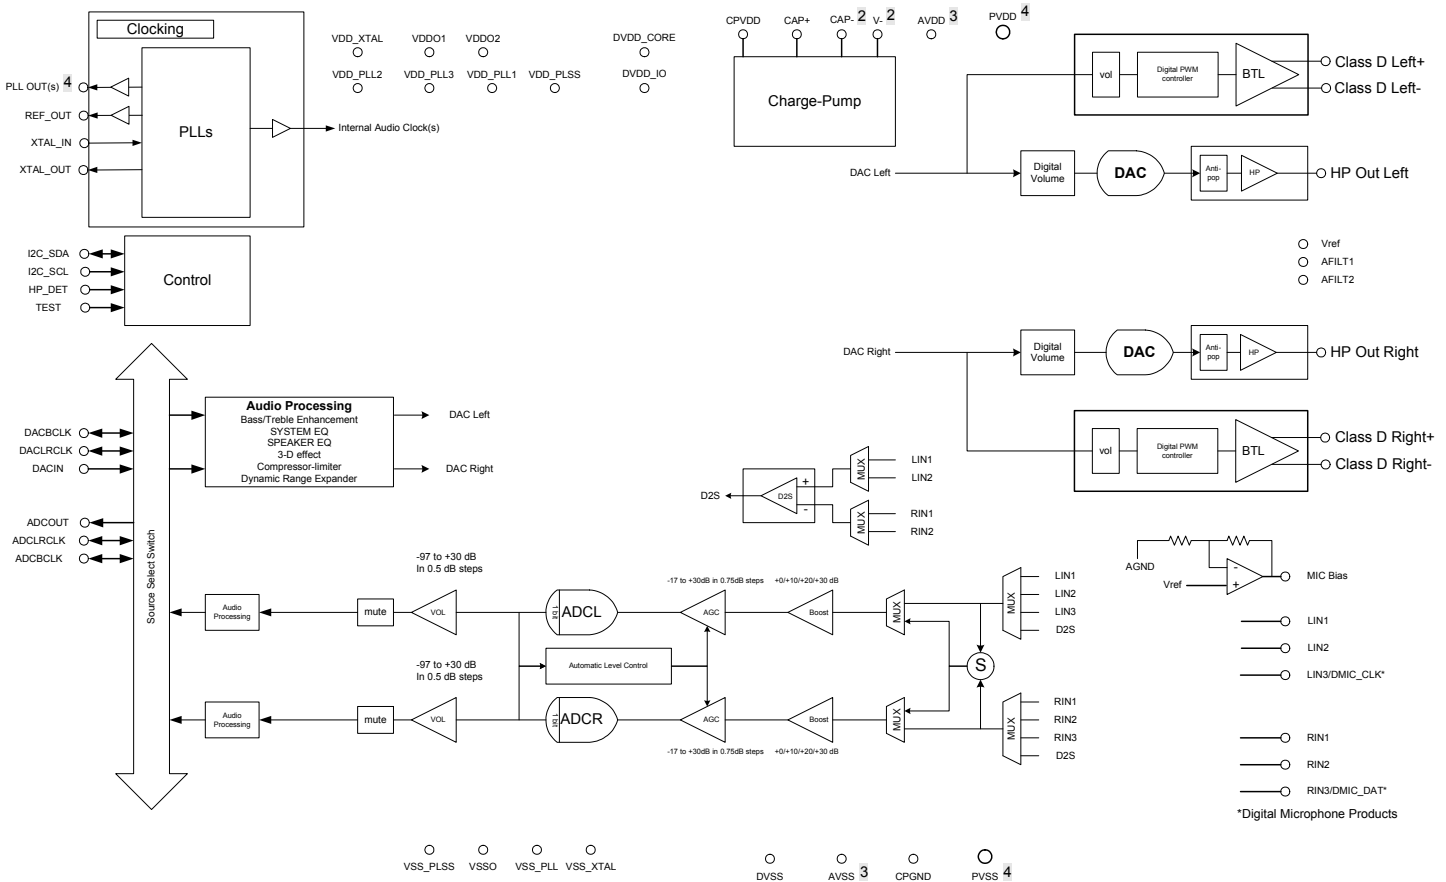 Clocking
PLL OUT(s) 4
REF_OUT
XTAL_IN
XTAL_OUT
PLLs
Internal Audio Clock(s)
VDD_XTAL
VDDO1
VDDO2
DVDD_CORE
VDD_PLL2
VDD_PLL3
VDD_PLL1
VDD_PLSS
DVDD_IO
CPVDD
CAP+
CAP- 2
V- 2
AVDD 3
PVDD 4
Charge-Pump
vol
Digital PWM
controller
BTL
Class D Left+
Class D Left-
DAC Left
Digital
Volume
DAC
Anti-
pop
HP
HP Out Left
I2C_SDA
I2C_SCL
HP_DET
TEST
Control
Vref
AFILT1
AFILT2
DAC Right
Digital
Volume
DAC
Anti-
pop
HP
HP Out Right
vol
Digital PWM
controller
BTL
Class D Right+
Class D Right-
DACBCLK
DACLRCLK
DACIN
ADCOUT
ADCLRCLK
ADCBCLK
Source Select Switch
Audio Processing
Bass/Treble Enhancement
SYSTEM EQ
SPEAKER EQ
3-D effect
Compressor-limiter
Dynamic Range Expander
DAC Left
DAC Right
D2S
D2S
+
-
MUX
LIN1
LIN2
MUX
RIN1
RIN2
-97 to +30 dB
In 0.5 dB steps
-17 to +30dB in 0.75dB steps
+0/+10/+20/+30 dB
Audio
Processing
mute
VOL
1 bit
ADCL
AGC
Boost
MUX
MUX
LIN1
LIN2
LIN3
D2S
-97 to +30 dB
In 0.5 dB steps
Automatic Level Control
S
Audio
Processing
mute
VOL
1 bit
ADCR
AGC
Boost
MUX
MUX
RIN1
RIN2
RIN3
D2S
-17 to +30dB in 0.75dB steps
+0/+10/+20/+30 dB
AGND
Vref
-
+
MIC Bias
LIN1
LIN2
LIN3/DMIC_CLK*
RIN1
RIN2
RIN3/DMIC_DAT*
*Digital Microphone Products
VSS_PLSS
VSSO
VSS_PLL
VSS_XTAL
DVSS
AVSS 3
CPGND
PVSS 4